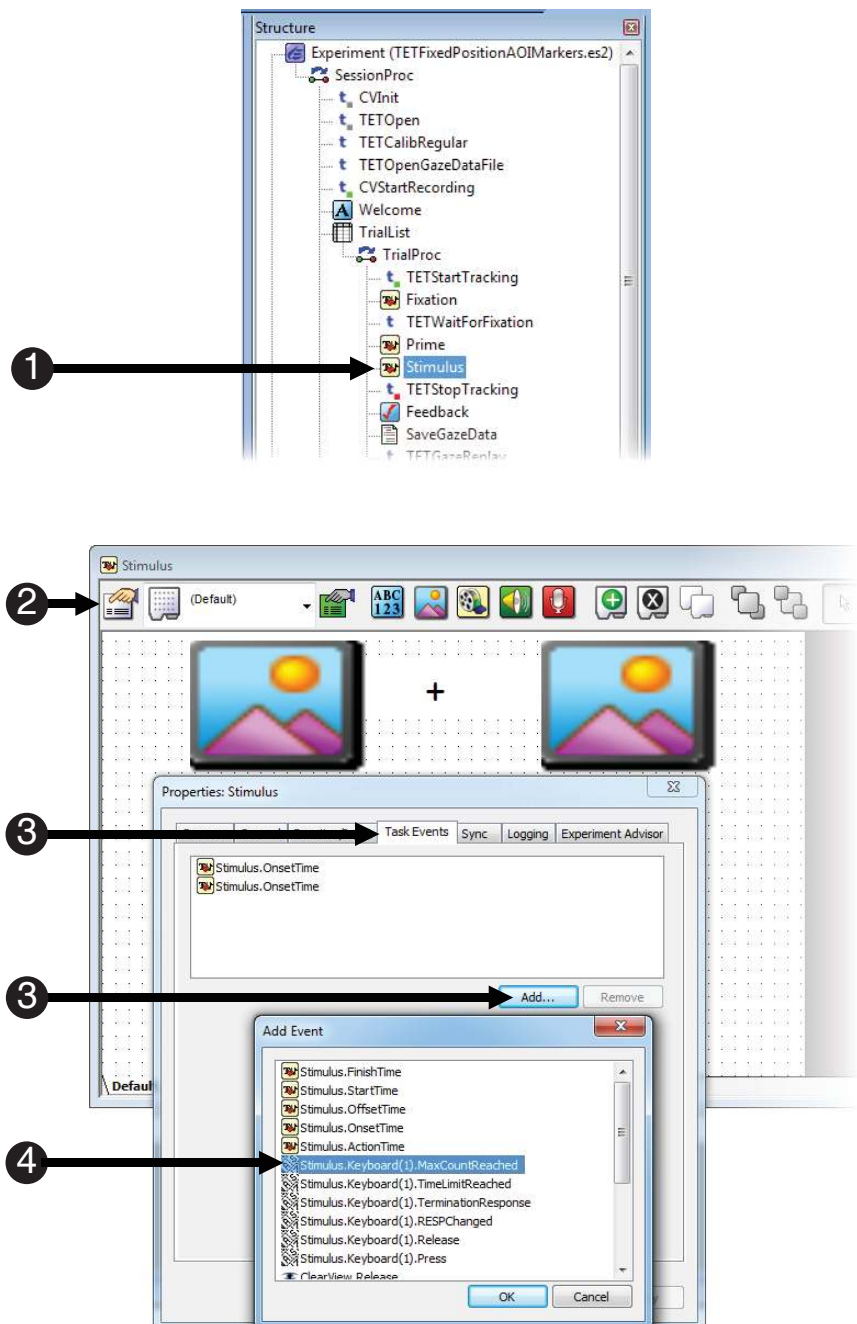 Structure
Experiment (TETFixedPositionAOIMarkers.es2)
SessionProc
CVInit
TETOpen
TETCalibRegular
TETOpenGazeDataFile
CVStartRecording
Welcome
TrialList
TrialProc
TETStartTracking
Fixation
TETWaitForFixation
Prime
1
Stimulus
TETStopTracking
Feedback
SaveGazeData
TETGazeReplay
Stimulus
2
(Default)
ABC
123
+
Properties: Stimulus
3
Task Events Sync Logging Experiment Advisor
Stimulus.OnsetTime
Stimulus.OnsetTime
3
Add... Remove
Add Event
Stimulus.FinishTime
Stimulus.StartTime
Stimulus.OffsetTime
Stimulus.OnsetTime
Stimulus.ActionTime
4
Stimulus.Keyboard(1).MaxCountReached
Stimulus.Keyboard(1).TimeLimitReached
Stimulus.Keyboard(1).TerminationResponse
Stimulus.Keyboard(1).RESPChanged
Stimulus.Keyboard(1).Release
Stimulus.Keyboard(1).Press
ClearView.Release
OK Cancel